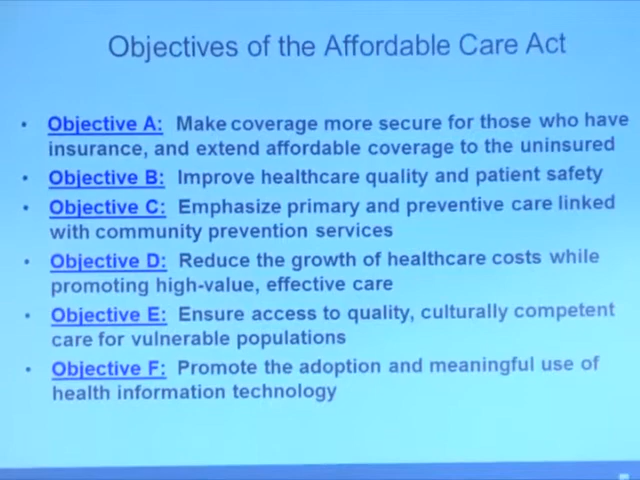 Objectives of the Affordable Care Act
• Objective A: Make coverage more secure for those who have
insurance, and extend affordable coverage to the uninsured
• Objective B: Improve healthcare quality and patient safety
• Objective C: Emphasize primary and preventive care linked
with community prevention services
• Objective D: Reduce the growth of healthcare costs while
promoting high-value, effective care
• Objective E: Ensure access to quality, culturally competent
care for vulnerable populations
• Objective F: Promote the adoption and meaningful use of
health information technology